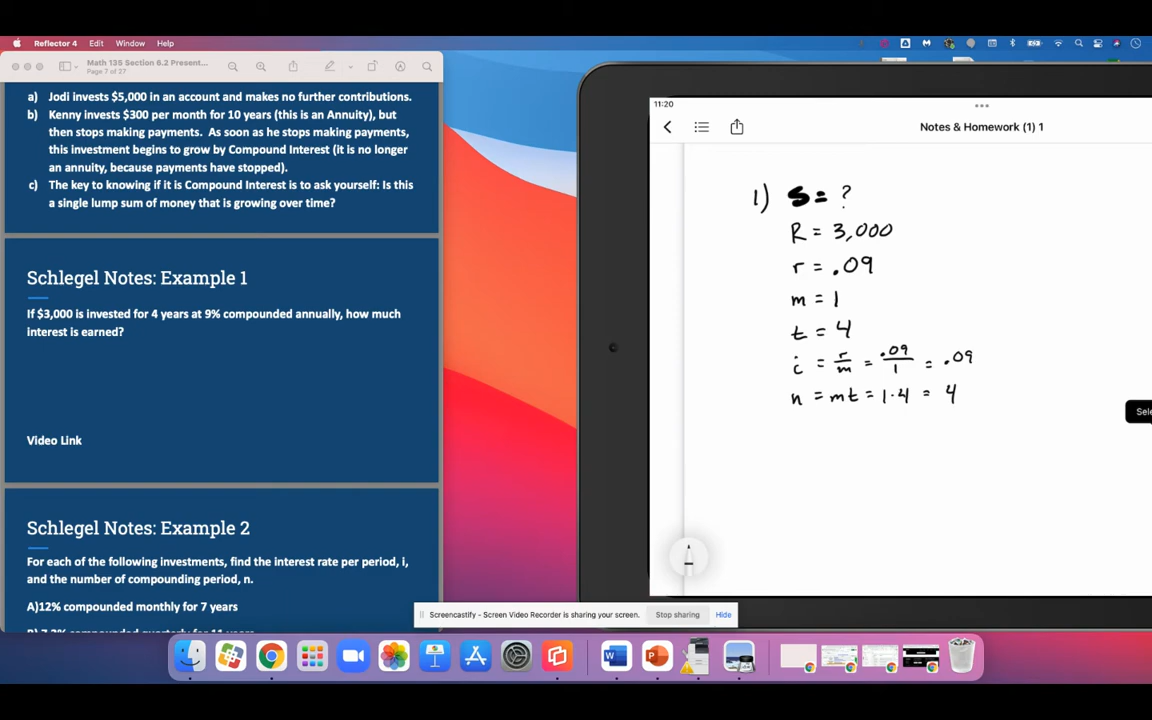 Reflector 4 Edit Window Help
Math 135 Section 6.2 Present...
Page 7 of 27
a) Jodi invests $5,000 in an account and makes no further contributions.
b) Kenny invests $300 per month for 10 years (this is an Annuity), but
then stops making payments. As soon as he stops making payments,
this investment begins to grow by Compound Interest (it is no longer
an annuity, because payments have stopped).
c) The key to knowing if it is Compound Interest is to ask yourself: Is this
a single lump sum of money that is growing over time?
Schlegel Notes: Example 1
If $3,000 is invested for 4 years at 9% compounded annually, how much
interest is earned?
Video Link
Schlegel Notes: Example 2
For each of the following investments, find the interest rate per period, i,
and the number of compounding period, n.
A)12% compounded monthly for 7 years
B) 7.2% compounded quarterly for 11 years
11:20
Notes & Homework (1) 1
1) S = ?
R = 3,000
r = .09
m = 1
t = 4
i = r/m = .09/1 = .09
n = mt = 1·4 = 4
Sele
Screencastify - Screen Video Recorder is sharing your screen. Stop sharing Hide